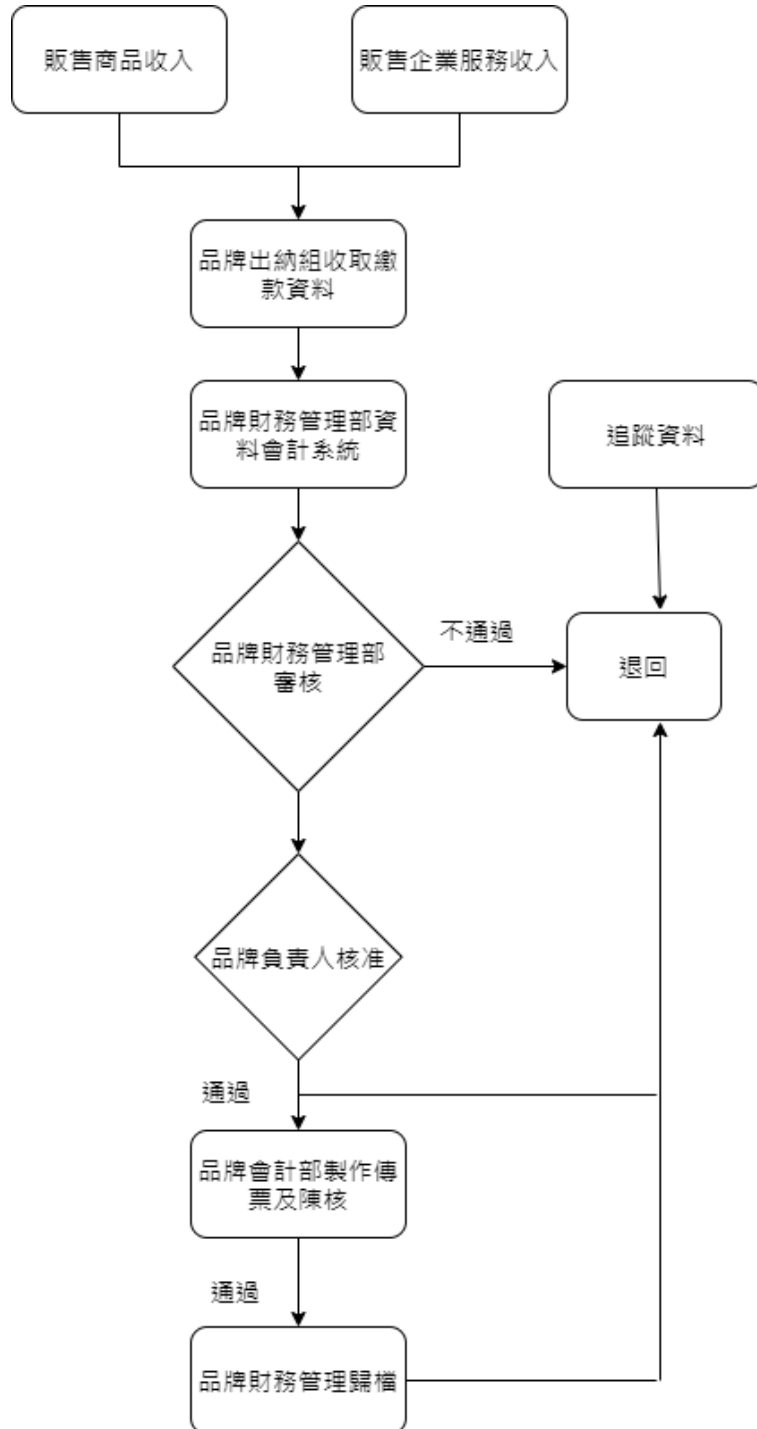 販售商品收入
販售企業服務收入
品牌出納組收取繳
款資料
品牌財務管理部資
料會計系統
追蹤資料
品牌財務管理部
審核
不通過
退回
品牌負責人核准
通過
品牌會計部製作傳
票及陳核
通過
品牌財務管理歸檔